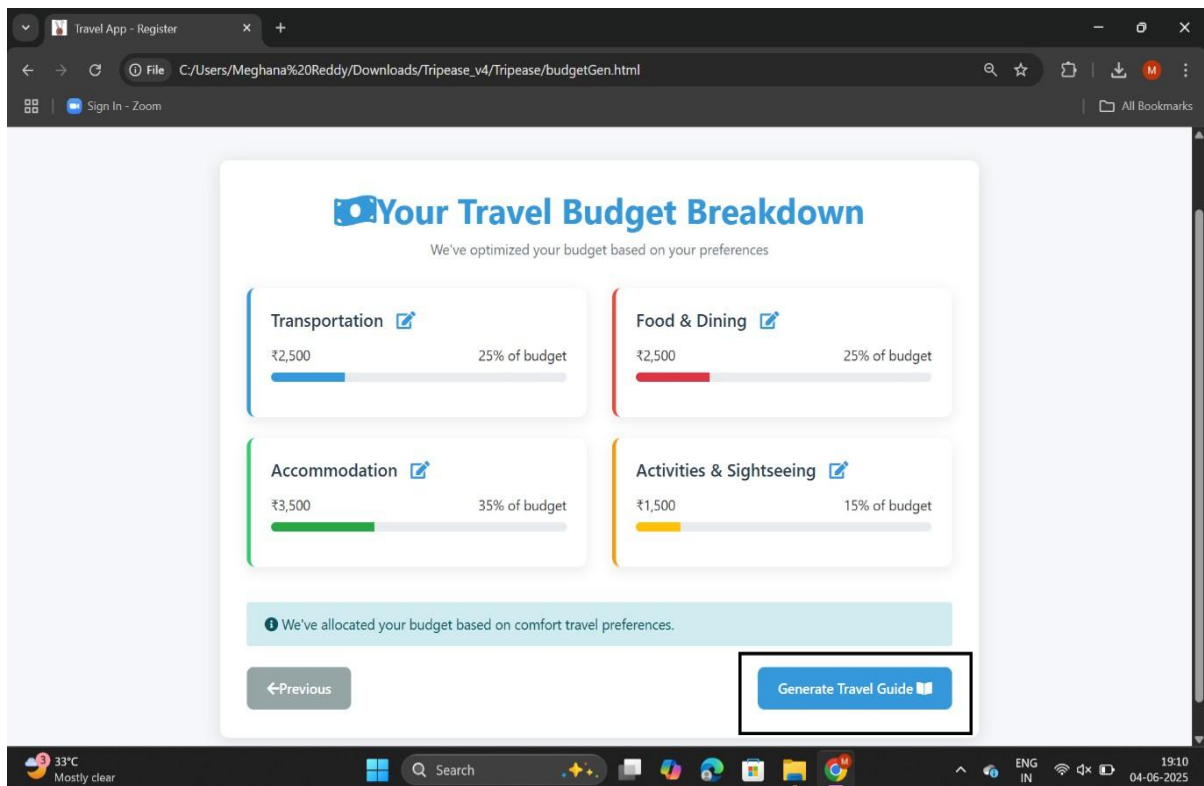 Travel App - Register
File C:/Users/Meghana%20Reddy/Downloads/Tripease_v4/Tripease/budgetGen.html
M
Sign In - Zoom
All Bookmarks
Your Travel Budget Breakdown
We've optimized your budget based on your preferences
Transportation
₹2,500 25% of budget
Food & Dining
₹2,500 25% of budget
Accommodation
₹3,500 35% of budget
Activities & Sightseeing
₹1,500 15% of budget
We've allocated your budget based on comfort travel preferences.
Previous
Generate Travel Guide
3
33°C
Mostly clear
Search
M
ENG
IN
19:10
04-06-2025